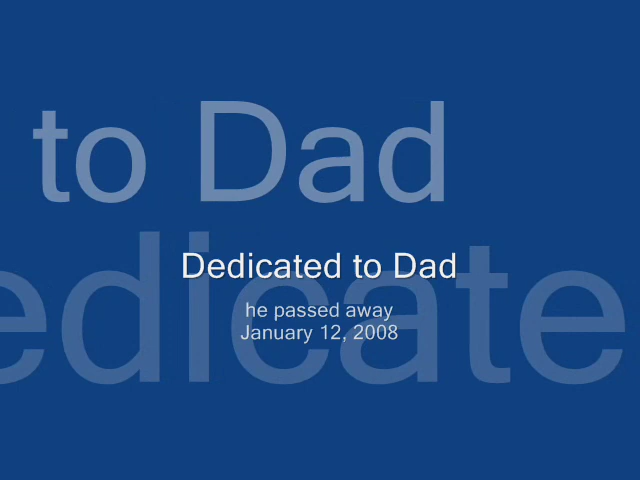 to Dad
edicate
Dedicated to Dad
he passed away
January 12, 2008